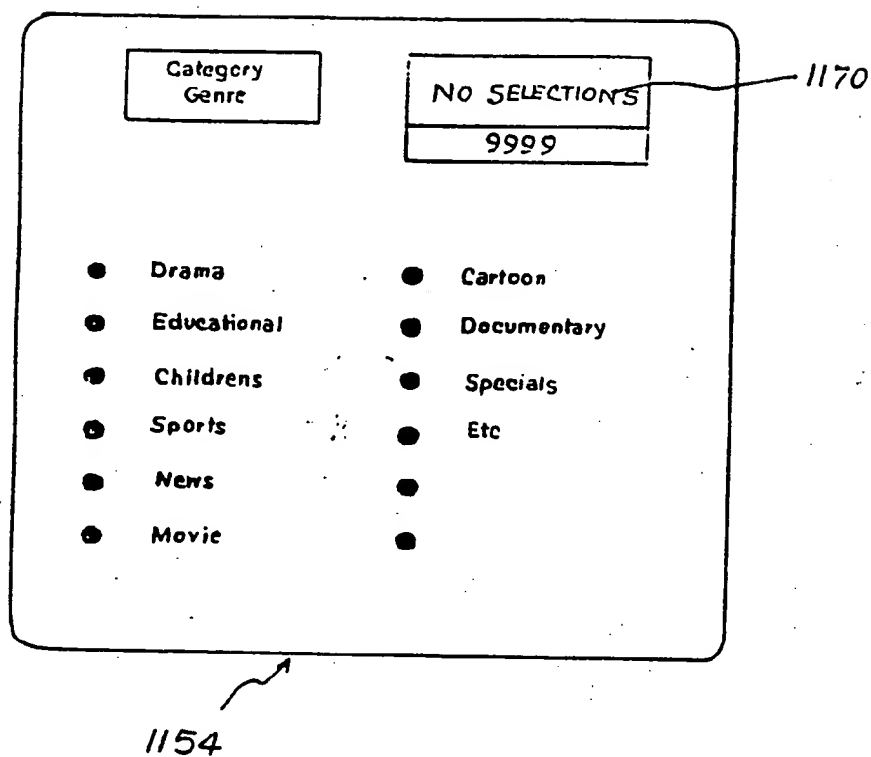 Category
Genre
NO SELECTIONS
1170
9999
Drama
Educational
Childrens
Sports
News
Movie
Cartoon
Documentary
Specials
Etc
1154